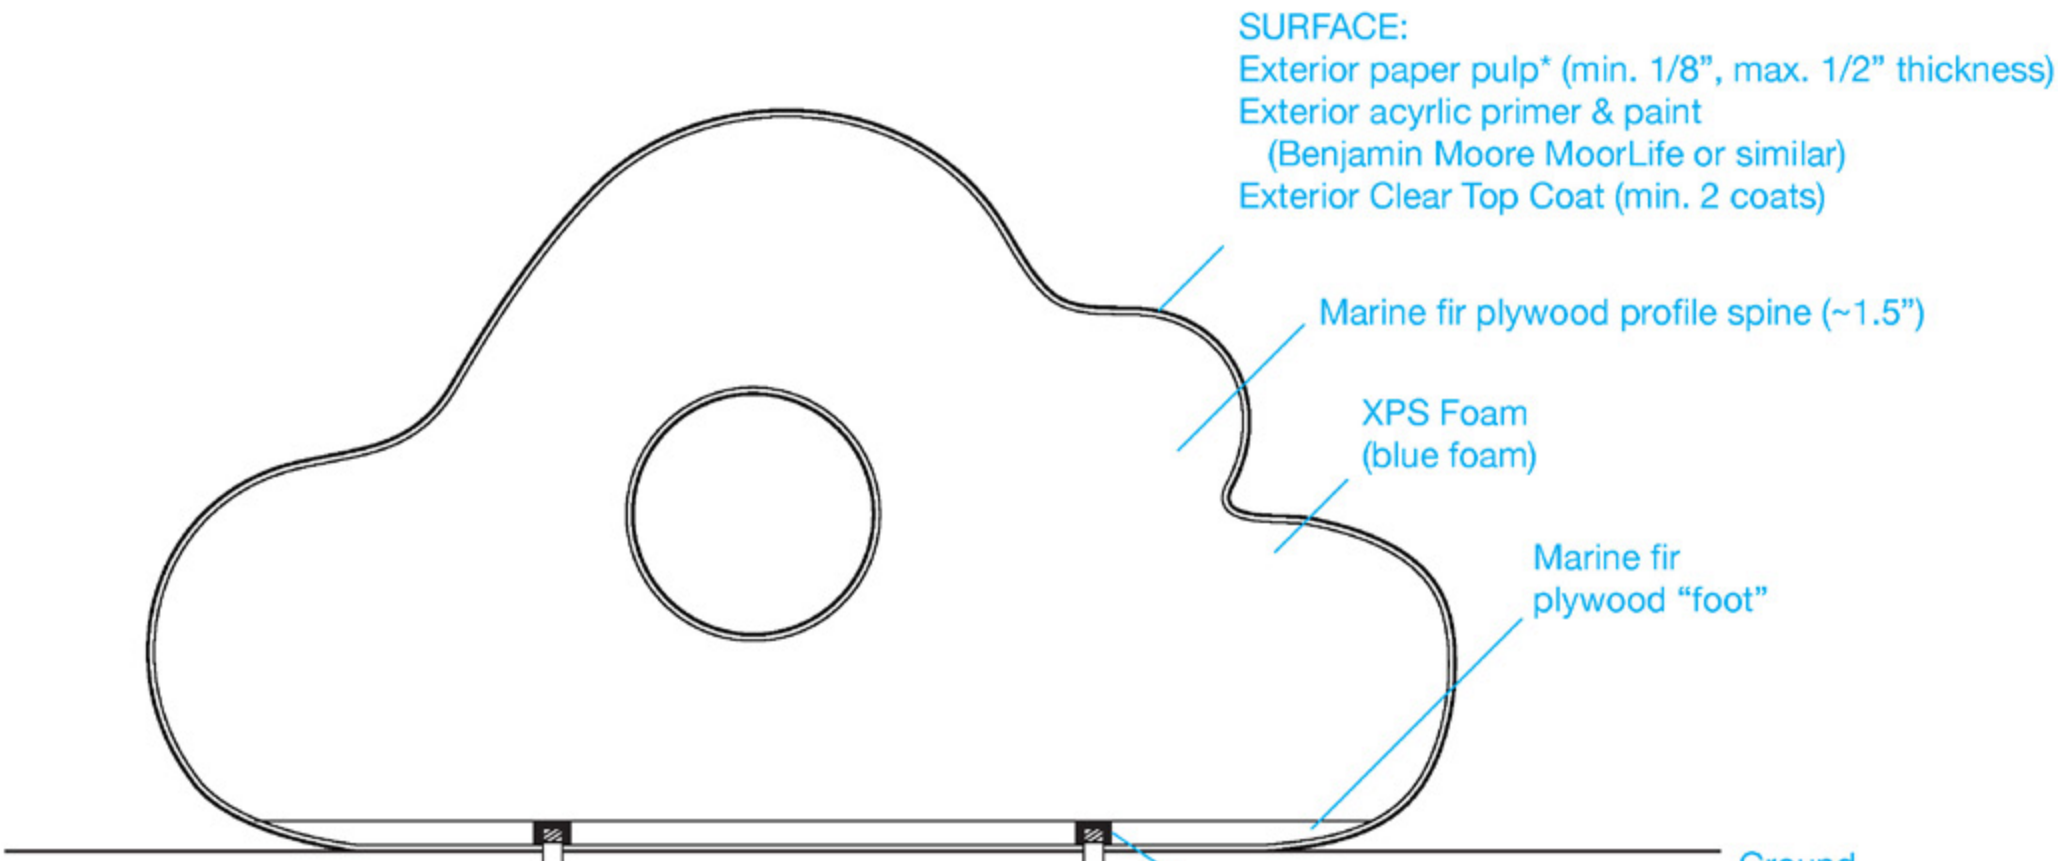 SURFACE:
Exterior paper pulp* (min. 1/8”, max. 1/2” thickness)
Exterior acyrlic primer & paint
(Benjamin Moore MoorLife or similar)
Exterior Clear Top Coat (min. 2 coats)
Marine fir plywood profile spine (~1.5”)
XPS Foam
(blue foam)
Marine fir
plywood “foot”
Ground